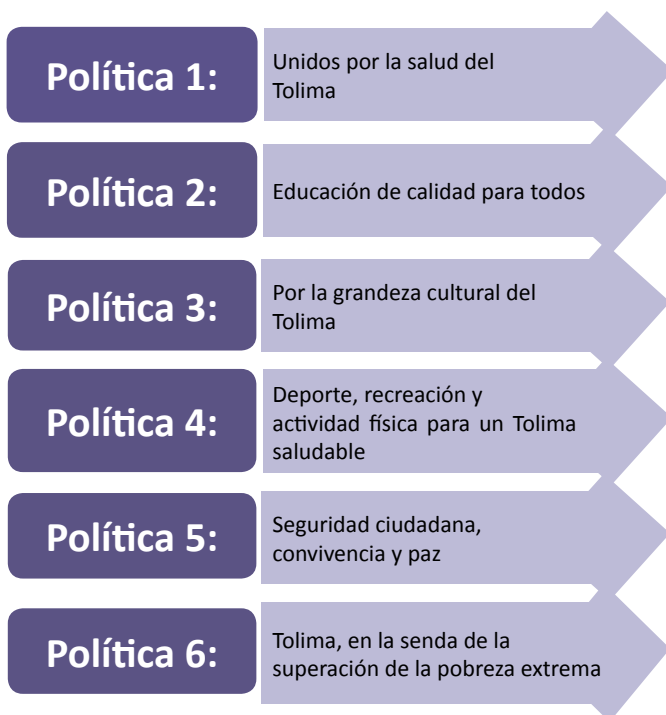 Política 1:
Unidos por la salud del
Tolima
Política 2:
Educación de calidad para todos
Política 3:
Por la grandeza cultural del
Tolima
Política 4:
Deporte, recreación y
actividad física para un Tolima
saludable
Política 5:
Seguridad ciudadana,
convivencia y paz
Política 6:
Tolima, en la senda de la
superación de la pobreza extrema